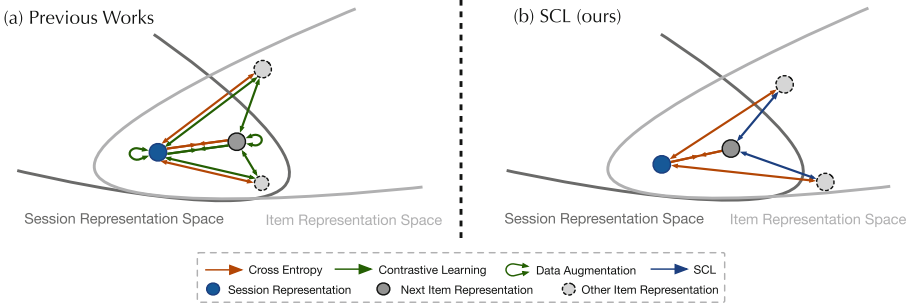 (a) Previous Works
(b) SCL (ours)
Session Representation Space
Item Representation Space
Session Representation Space
Item Representation Space
Cross Entropy
Contrastive Learning
Data Augmentation
SCL
Session Representation
Next Item Representation
Other Item Representation